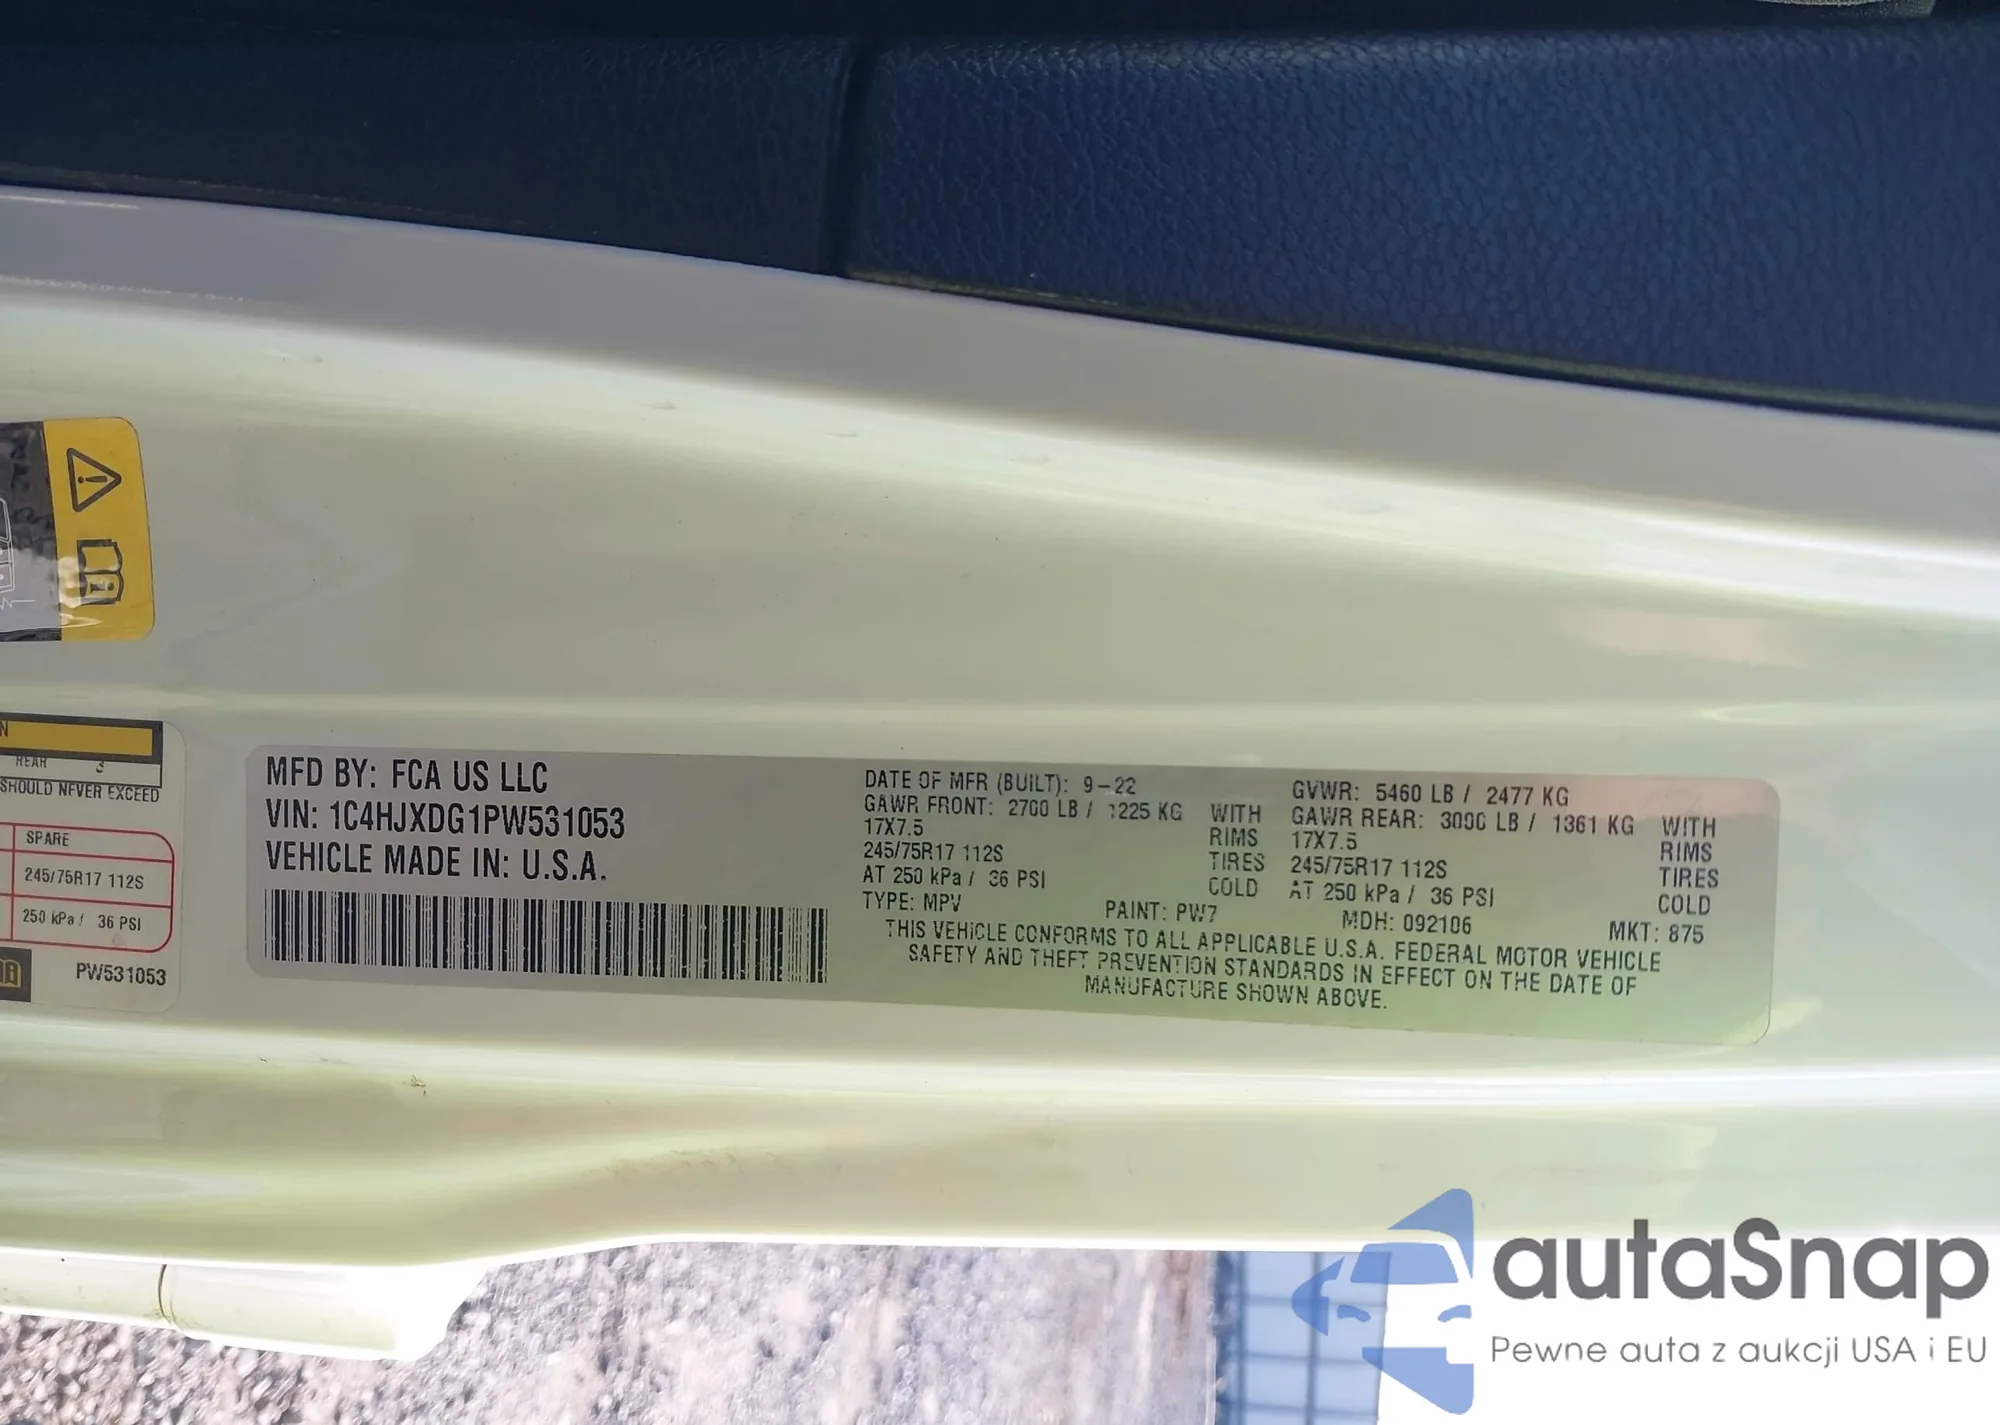 N
REAR 3
SHOULD NEVER EXCEED
SPARE
245/75R17 112S
250 kPa / 36 PSI
PW531053
MFD BY: FCA US LLC
VIN: 1C4HJXDG1PW531053
VEHICLE MADE IN: U.S.A.
DATE OF MFR (BUILT): 9-22
GAWR FRONT: 2700 LB / 1225 KG WITH
17X7.5 RIMS
245/75R17 112S TIRES
AT 250 kPa / 36 PSI COLD
GVWR: 5460 LB / 2477 KG
GAWR REAR: 3000 LB / 1361 KG WITH
17X7.5 RIMS
245/75R17 112S TIRES
AT 250 kPa / 36 PSI COLD
TYPE: MPV PAINT: PW7 MDH: 092106 MKT: 875
THIS VEHICLE CONFORMS TO ALL APPLICABLE U.S.A. FEDERAL MOTOR VEHICLE
SAFETY AND THEFT PREVENTION STANDARDS IN EFFECT ON THE DATE OF
MANUFACTURE SHOWN ABOVE.
autaSnap
Pewne auta z aukcji USA i EU